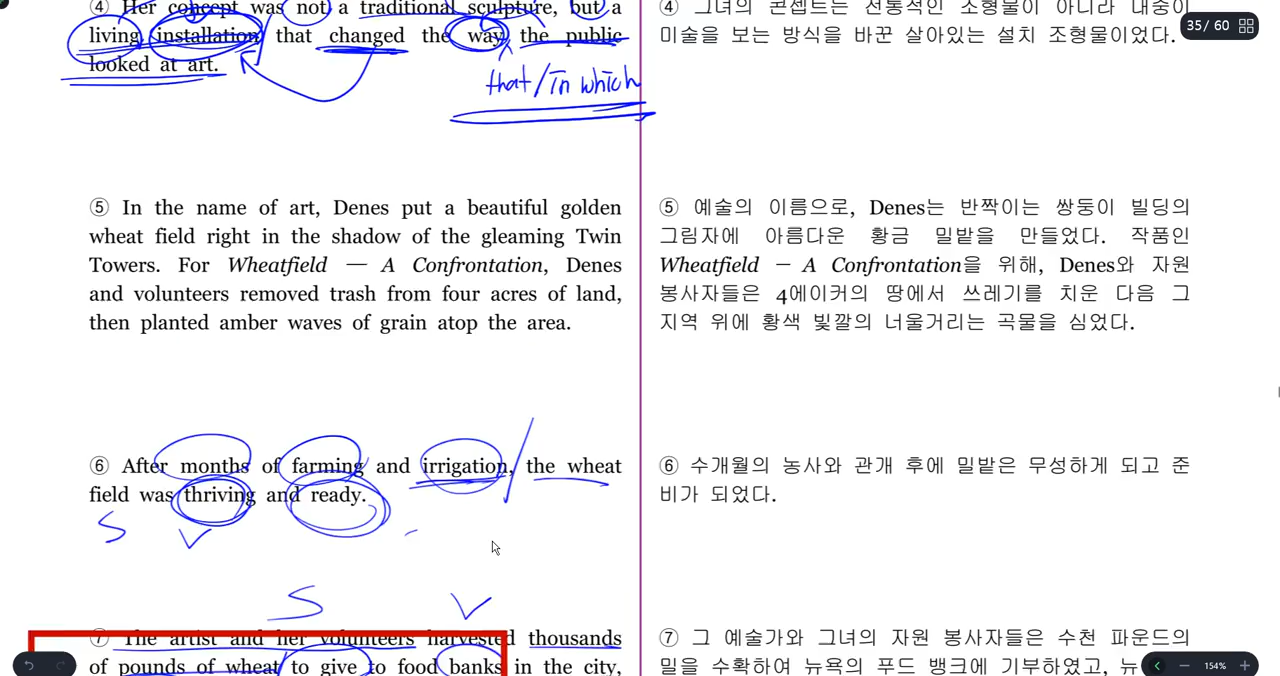 ④ Her concept was not a traditional sculpture, but a
living installation that changed the way the public
looked at art.
that/in which
⑤ In the name of art, Denes put a beautiful golden
wheat field right in the shadow of the gleaming Twin
Towers. For Wheatfield — A Confrontation, Denes
and volunteers removed trash from four acres of land,
then planted amber waves of grain atop the area.
⑥ After months of farming and irrigation, the wheat
field was thriving and ready.
S V
S V
⑦ The artist and her volunteers harvested thousands
of pounds of wheat to give to food banks in the city,
④ 그녀의 콘셉트는 전통적인 조형물이 아니라 대중이
미술을 보는 방식을 바꾼 살아있는 설치 조형물이었다.
⑤ 예술의 이름으로, Denes는 반짝이는 쌍둥이 빌딩의
그림자에 아름다운 황금 밀밭을 만들었다. 작품인
Wheatfield – A Confrontation을 위해, Denes와 자원
봉사자들은 4에이커의 땅에서 쓰레기를 치운 다음 그
지역 위에 황색 빛깔의 너울거리는 곡물을 심었다.
⑥ 수개월의 농사와 관개 후에 밀밭은 무성하게 되고 준
비가 되었다.
⑦ 그 예술가와 그녀의 자원 봉사자들은 수천 파운드의
밀을 수확하여 뉴욕의 푸드 뱅크에 기부하였고, 뉴
35/60
154%